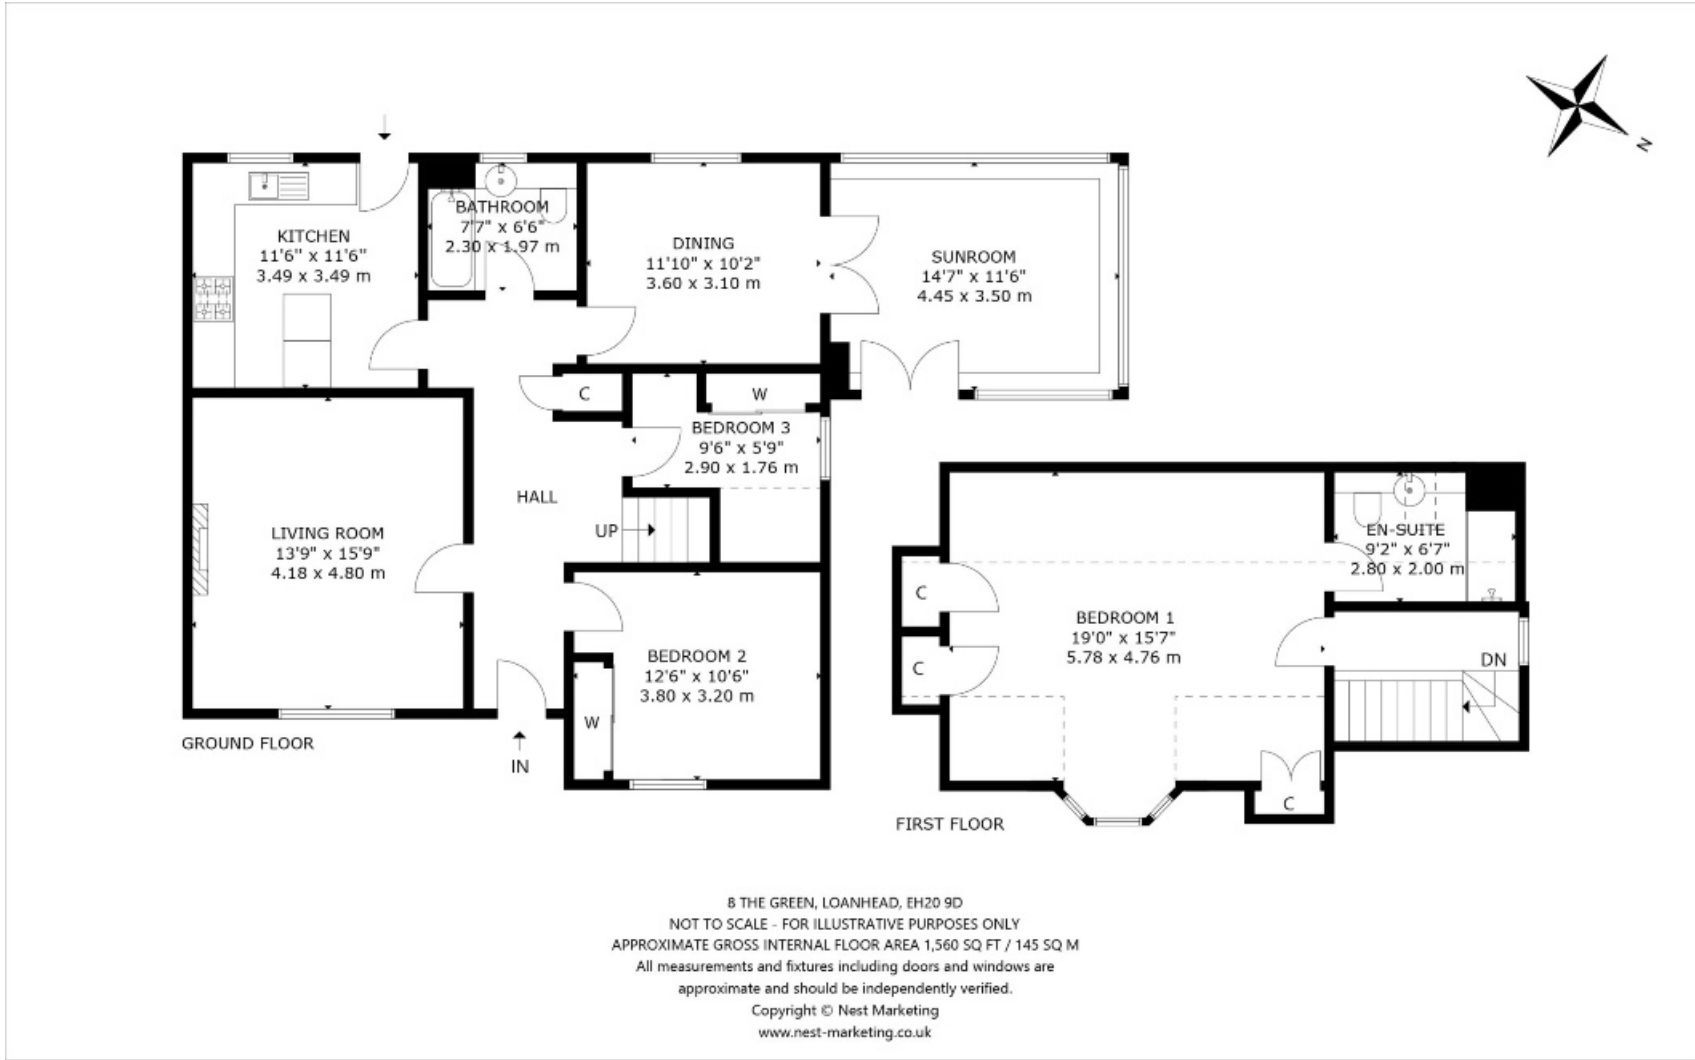 N
KITCHEN
11'6" x 11'6"
3.49 x 3.49 m
BATHROOM
7'7" x 6'6"
2.30 x 1.97 m
DINING
11'10" x 10'2"
3.60 x 3.10 m
SUNROOM
14'7" x 11'6"
4.45 x 3.50 m
C
W
BEDROOM 3
9'6" x 5'9"
2.90 x 1.76 m
HALL
UP
LIVING ROOM
13'9" x 15'9"
4.18 x 4.80 m
BEDROOM 2
12'6" x 10'6"
3.80 x 3.20 m
W
IN
GROUND FLOOR
EN-SUITE
9'2" x 6'7"
2.80 x 2.00 m
C
C
BEDROOM 1
19'0" x 15'7"
5.78 x 4.76 m
DN
C
FIRST FLOOR
8 THE GREEN, LOANHEAD, EH20 9D
NOT TO SCALE - FOR ILLUSTRATIVE PURPOSES ONLY
APPROXIMATE GROSS INTERNAL FLOOR AREA 1,560 SQ FT / 145 SQ M
All measurements and fixtures including doors and windows are
approximate and should be independently verified.
Copyright © Nest Marketing
www.nest-marketing.co.uk